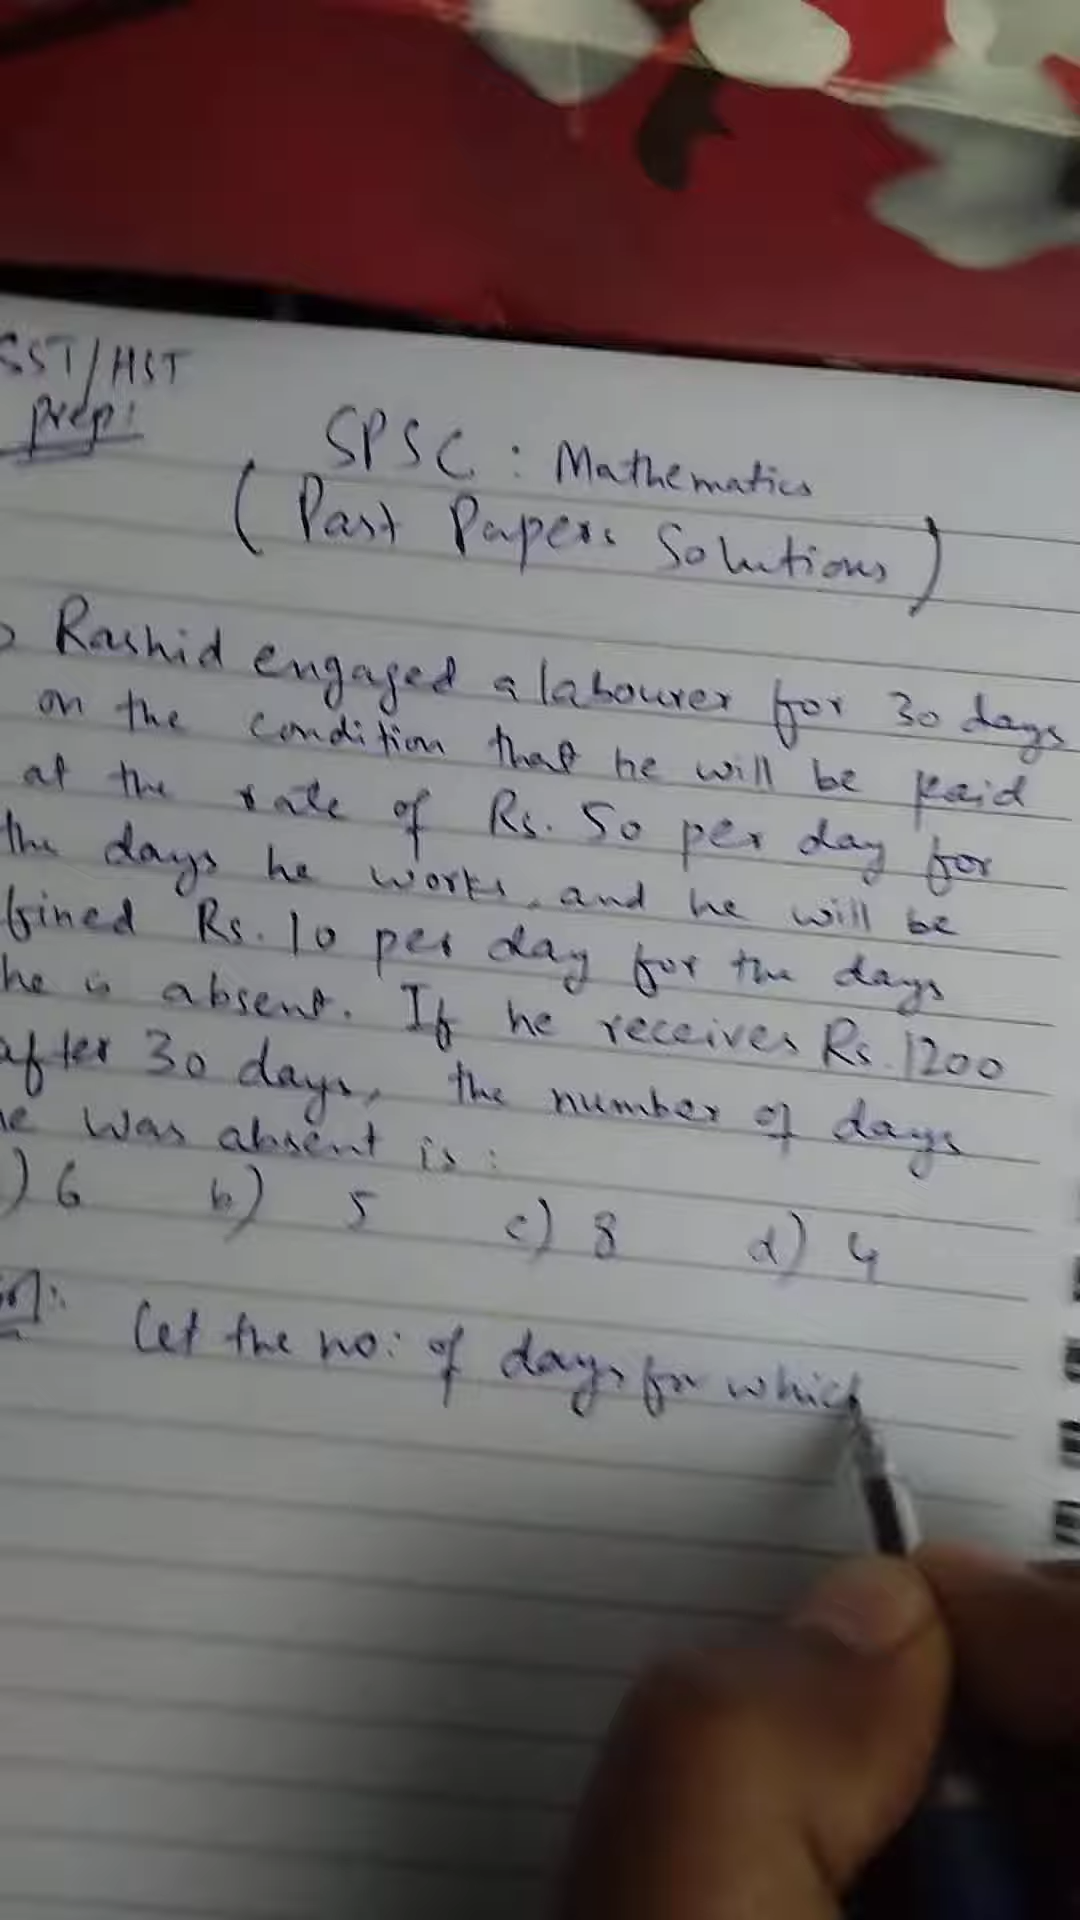 SST/HST
prep:
SPSC : Mathematics
(Past Papers Solutions)
Rashid engaged a labourer for 30 days
on the condition that he will be paid
at the rate of Rs. 50 per day for
the days he works, and he will be
fined Rs. 10 per day for the days
he is absent. If he receives Rs. 1200
after 30 days, the number of days
he was absent is:
) 6 b) 5 c) 8 d) 4
Let the no: of days for which